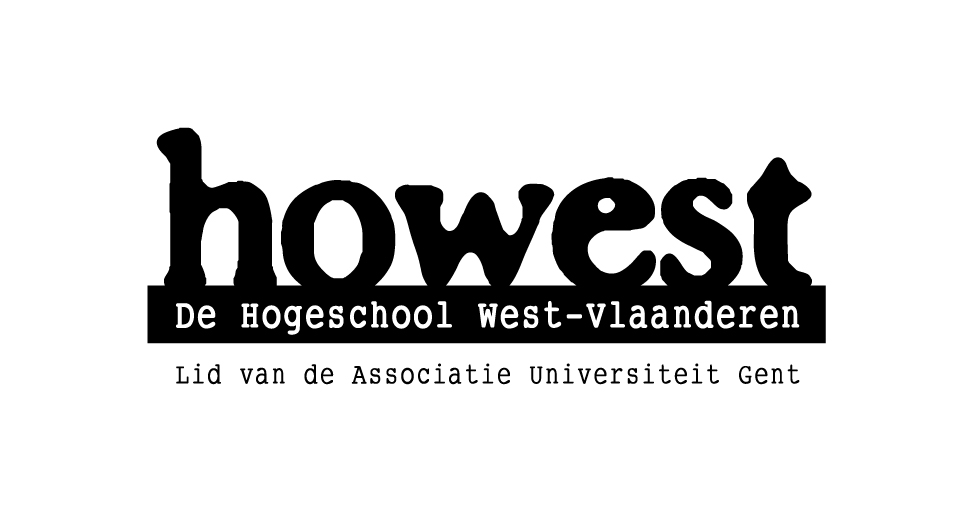 howest
De Hogeschool West-Vlaanderen
Lid van de Associatie Universiteit Gent